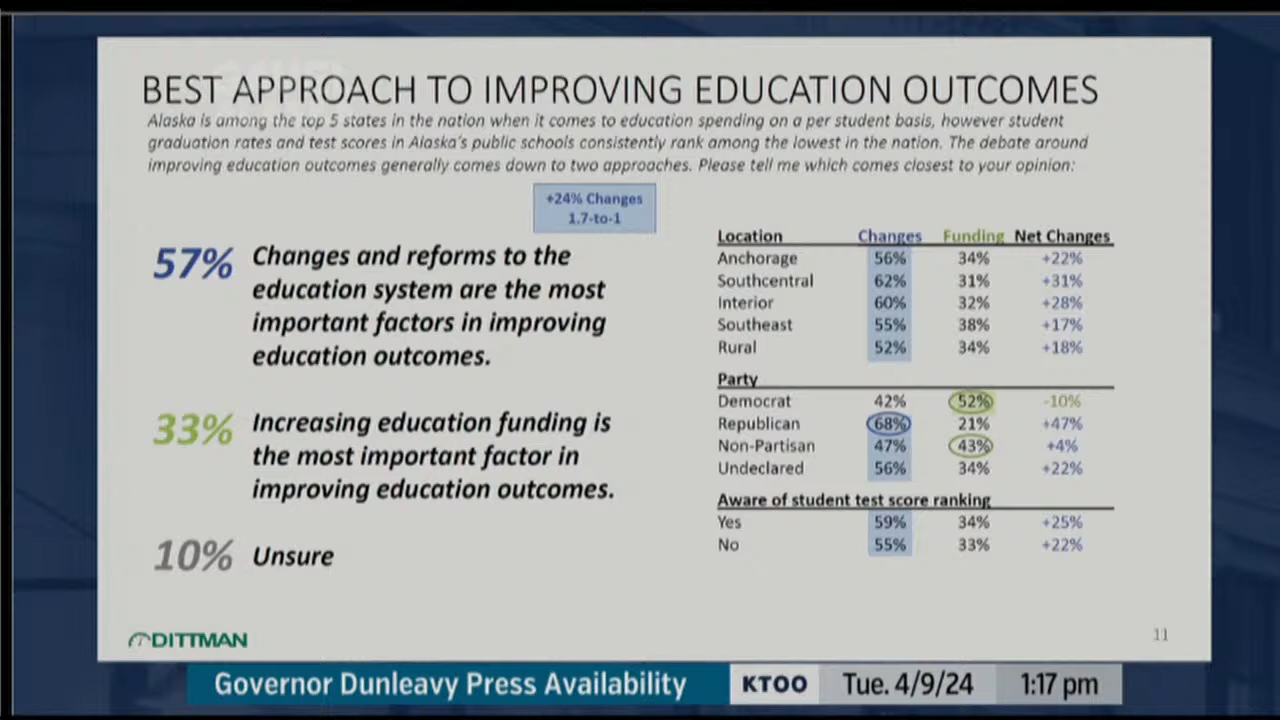 BEST APPROACH TO IMPROVING EDUCATION OUTCOMES
Alaska is among the top 5 states in the nation when it comes to education spending on a per student basis, however student
graduation rates and test scores in Alaska's public schools consistently rank among the lowest in the nation. The debate around
improving education outcomes generally comes down to two approaches. Please tell me which comes closest to your opinion:
+24% Changes
1.7-to-1
57% Changes and reforms to the
education system are the most
important factors in improving
education outcomes.
33% Increasing education funding is
the most important factor in
improving education outcomes.
10% Unsure
Location Changes Funding Net Changes
Anchorage 56% 34% +22%
Southcentral 62% 31% +31%
Interior 60% 32% +28%
Southeast 55% 38% +17%
Rural 52% 34% +18%
Party
Democrat 42% 52% -10%
Republican 68% 21% +47%
Non-Partisan 47% 43% +4%
Undeclared 56% 34% +22%
Aware of student test score ranking
Yes 59% 34% +25%
No 55% 33% +22%
DITTMAN
11
Governor Dunleavy Press Availability KTOO Tue. 4/9/24 1:17 pm